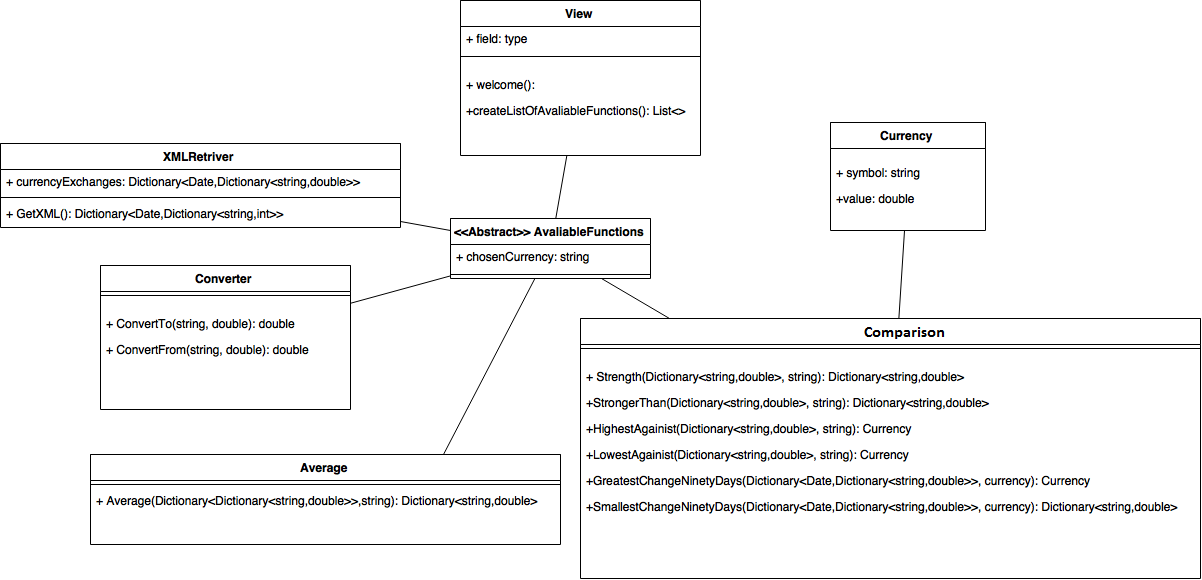 View
+ field: type
+ welcome():
+createListOfAvaliableFunctions(): List<>
Currency
+ symbol: string
+value: double
XMLRetriver
+ currencyExchanges: Dictionary<Date,Dictionary<string,double>>
+ GetXML(): Dictionary<Date,Dictionary<string,int>>
<<Abstract>> AvaliableFunctions
+ chosenCurrency: string
Converter
+ ConvertTo(string, double): double
+ ConvertFrom(string, double): double
Comparison
+ Strength(Dictionary<string,double>, string): Dictionary<string,double>
+StrongerThan(Dictionary<string,double>, string): Dictionary<string,double>
+HighestAgainist(Dictionary<string,double>, string): Currency
+LowestAgainist(Dictionary<string,double>, string): Currency
+GreatestChangeNinetyDays(Dictionary<Date,Dictionary<string,double>>, currency): Currency
+SmallestChangeNinetyDays(Dictionary<Date,Dictionary<string,double>>, currency): Dictionary<string,double>
Average
+ Average(Dictionary<Dictionary<string,double>>,string): Dictionary<string,double>